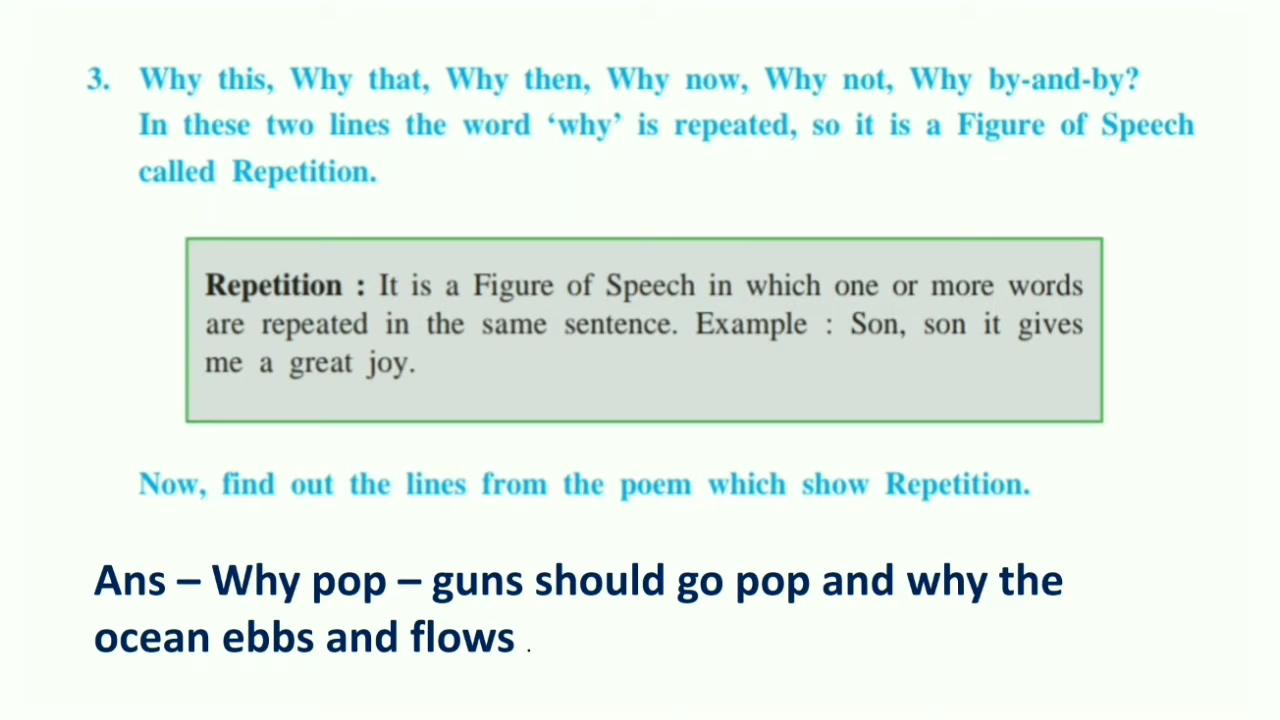 3. Why this, Why that, Why then, Why now, Why not, Why by-and-by?
In these two lines the word ‘why’ is repeated, so it is a Figure of Speech
called Repetition.
Repetition : It is a Figure of Speech in which one or more words
are repeated in the same sentence. Example : Son, son it gives
me a great joy.
Now, find out the lines from the poem which show Repetition.
Ans – Why pop – guns should go pop and why the
ocean ebbs and flows .